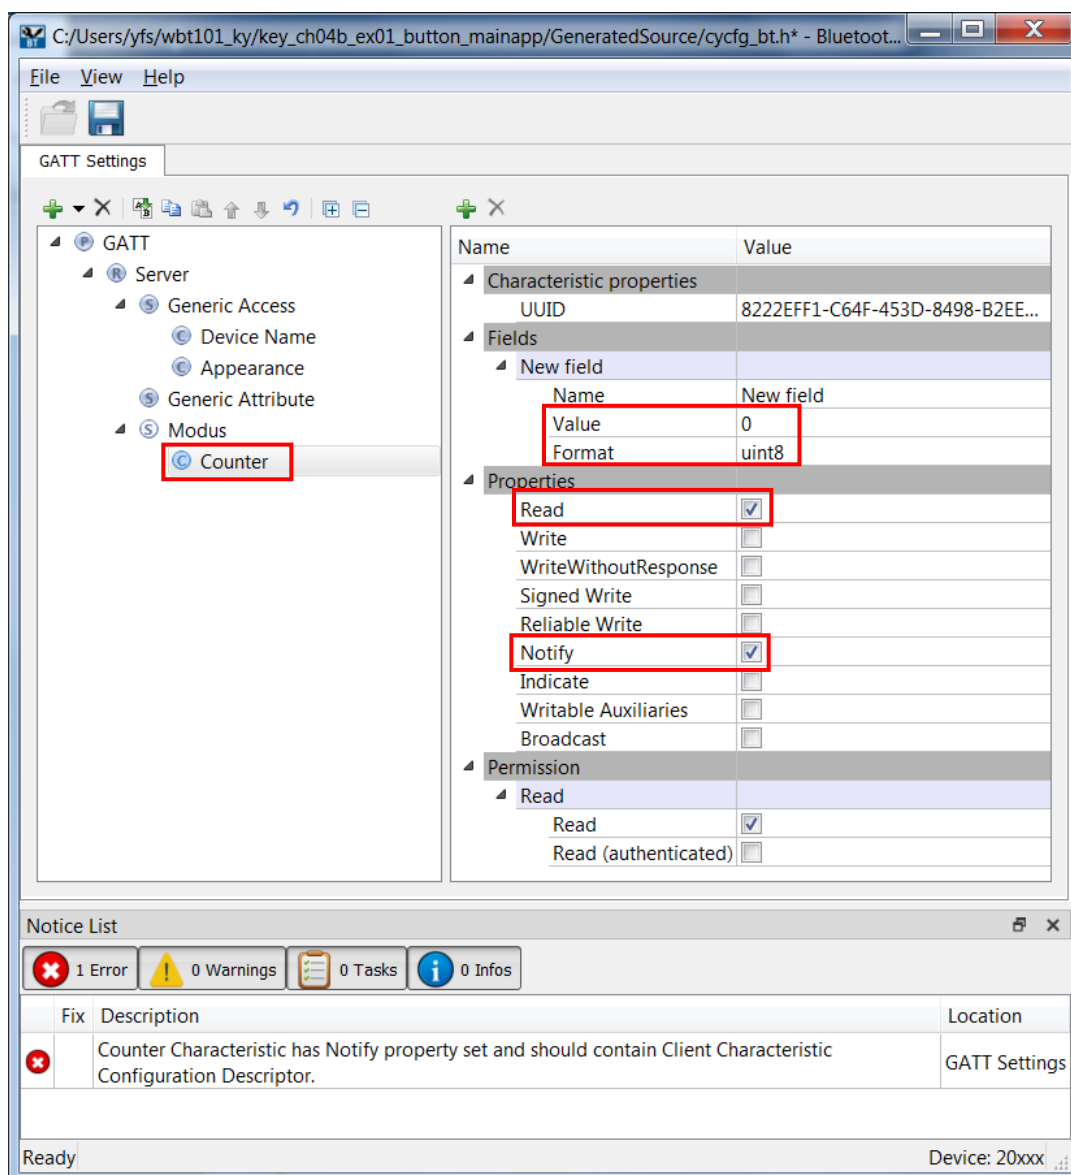 C:/Users/yfs/wbt101_ky/key_ch04b_ex01_button_mainapp/GeneratedSource/cycfg_bt.h* - Bluetoot...
File View Help
GATT Settings
GATT
Server
Generic Access
Device Name
Appearance
Generic Attribute
Modus
Counter
Name Value
Characteristic properties
UUID 8222EFF1-C64F-453D-8498-B2EE...
Fields
New field
Name New field
Value 0
Format uint8
Properties
Read
Write
WriteWithoutResponse
Signed Write
Reliable Write
Notify
Indicate
Writable Auxiliaries
Broadcast
Permission
Read
Read
Read (authenticated)
Notice List
1 Error 0 Warnings 0 Tasks 0 Infos
Fix Description Location
Counter Characteristic has Notify property set and should contain Client Characteristic
Configuration Descriptor.
GATT Settings
Ready Device: 20xxx